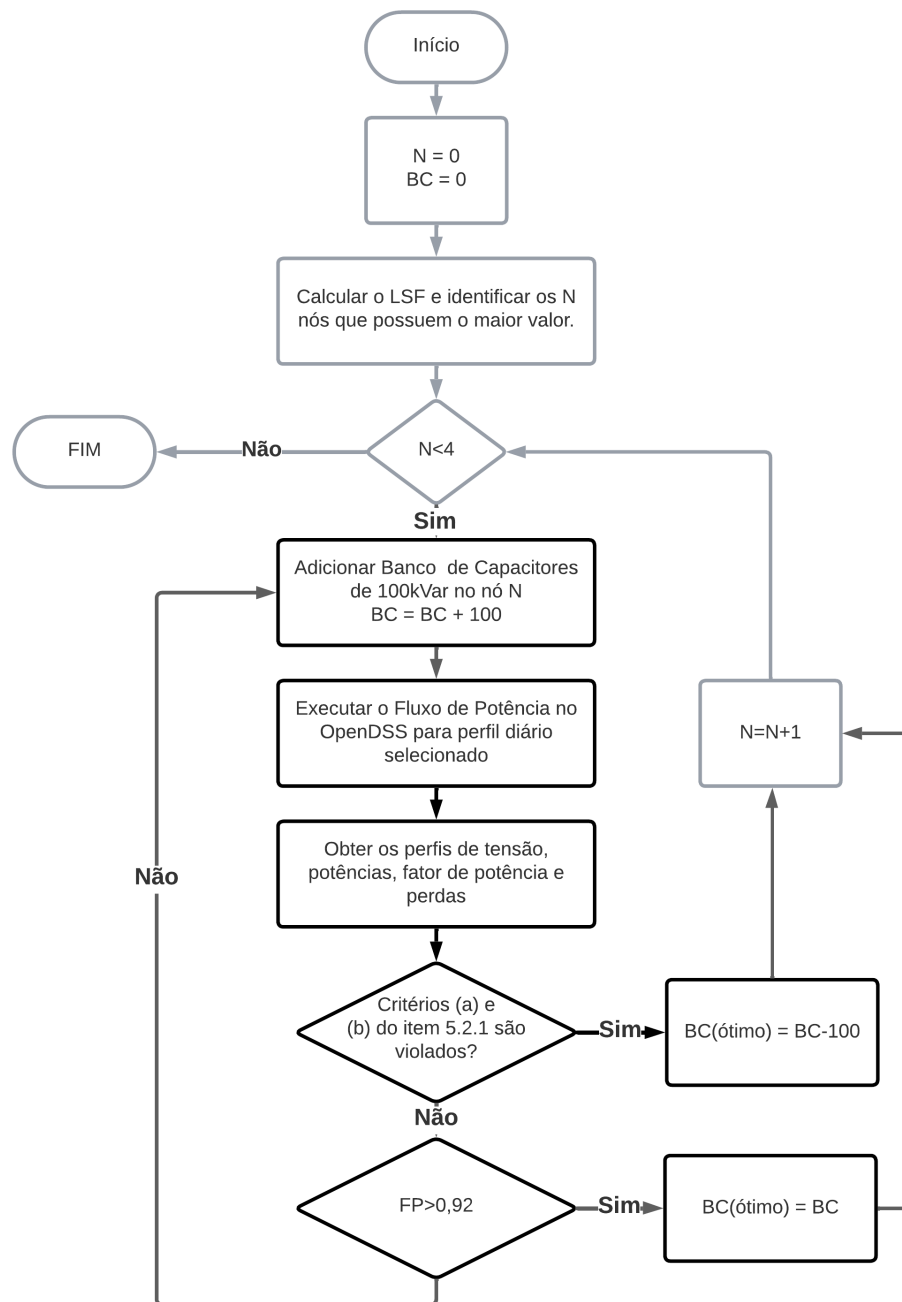 Início
N = 0
BC = 0
Calcular o LSF e identificar os N
nós que possuem o maior valor.
N<4
Não
FIM
Sim
Adicionar Banco  de Capacitores
de 100kVar no nó N
BC = BC + 100
Executar o Fluxo de Potência no
OpenDSS para perfil diário
selecionado
N=N+1
Obter os perfis de tensão,
potências, fator de potência e
perdas
Não
Critérios (a) e
(b) do item 5.2.1 são
violados?
Sim
BC(ótimo) = BC-100
Não
FP>0,92
Sim
BC(ótimo) = BC